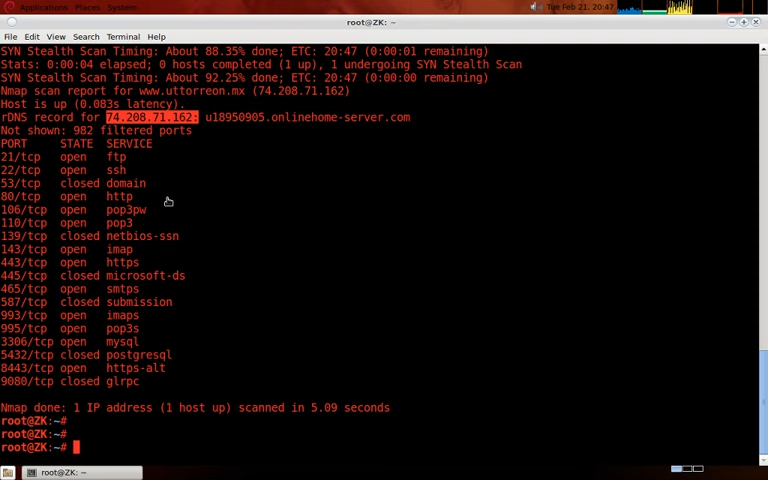 Applications Places System
Tue Feb 21, 20:47
root@ZK: ~
File Edit View Search Terminal Help
SYN Stealth Scan Timing: About 88.35% done; ETC: 20:47 (0:00:01 remaining)
Stats: 0:00:04 elapsed; 0 hosts completed (1 up), 1 undergoing SYN Stealth Scan
SYN Stealth Scan Timing: About 92.25% done; ETC: 20:47 (0:00:00 remaining)
Nmap scan report for www.uttorreon.mx (74.208.71.162)
Host is up (0.083s latency).
rDNS record for 74.208.71.162: u18950905.onlinehome-server.com
Not shown: 982 filtered ports
PORT STATE SERVICE
21/tcp open ftp
22/tcp open ssh
53/tcp closed domain
80/tcp open http
106/tcp open pop3pw
110/tcp open pop3
139/tcp closed netbios-ssn
143/tcp open imap
443/tcp open https
445/tcp closed microsoft-ds
465/tcp open smtps
587/tcp closed submission
993/tcp open imaps
995/tcp open pop3s
3306/tcp open mysql
5432/tcp closed postgresql
8443/tcp open https-alt
9080/tcp closed glrpc
Nmap done: 1 IP address (1 host up) scanned in 5.09 seconds
root@ZK:~#
root@ZK:~#
root@ZK:~#
root@ZK: ~